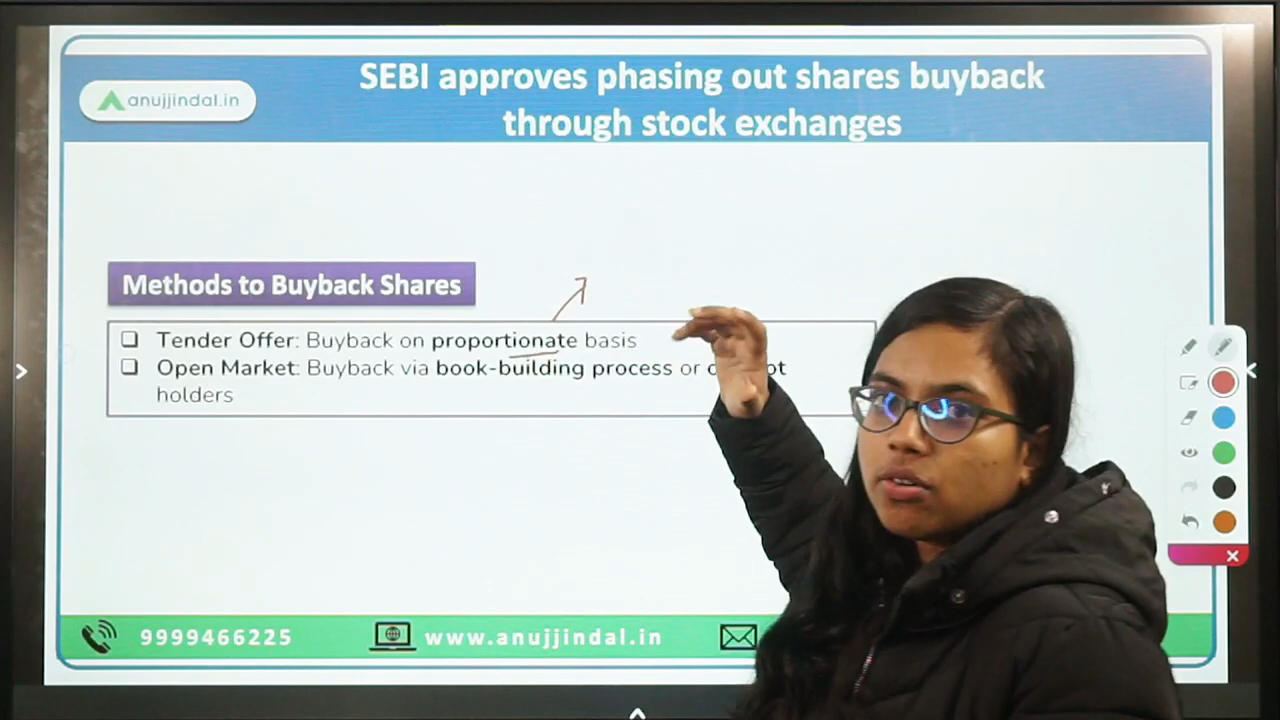 SEBI approves phasing out shares buyback
through stock exchanges
anujjindal.in
Methods to Buyback Shares
Tender Offer: Buyback on proportionate basis
Open Market: Buyback via book-building process or
holders
9999466225
www.anujjindal.in